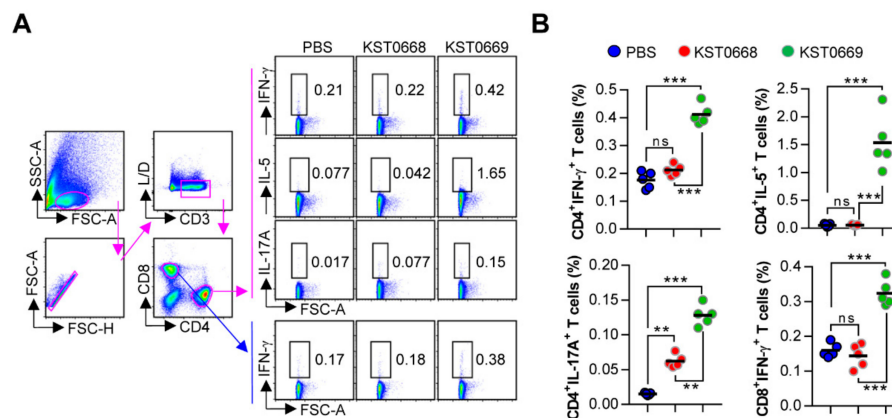 A
PBS KST0668 KST0669
IFN-γ
0.21 0.22 0.42
IL-5
0.077 0.042 1.65
IL-17A
0.017 0.077 0.15
FSC-A
IFN-γ
0.17 0.18 0.38
FSC-A
SSC-A
FSC-A
L/D
CD3
FSC-A
FSC-H
CD8
CD4
B
PBS KST0668 KST0669
CD4+IFN-γ+ T cells (%)
0.6
0.5
0.4
0.3
0.2
0.1
0.0
***
ns
***
CD4+IL-5+ T cells (%)
2.5
2.0
1.5
1.0
0.5
0.0
***
ns
***
CD4+IL-17A+ T cells (%)
0.20
0.15
0.10
0.05
0.00
***
**
**
CD8+IFN-γ+ T cells (%)
0.4
0.3
0.2
0.1
0.0
***
ns
***